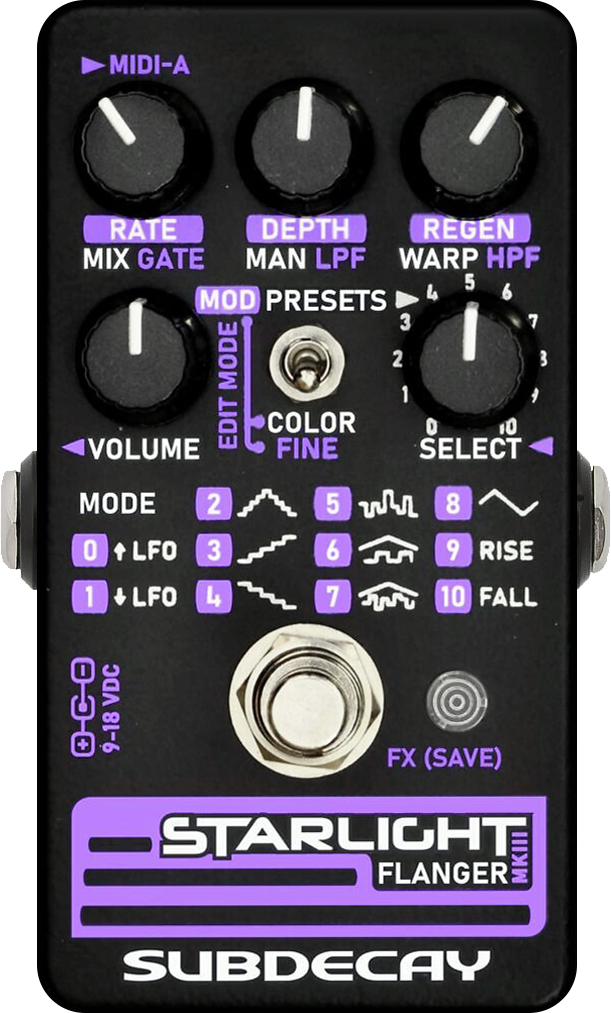 MIDI-A
RATE DEPTH REGEN
MIX GATE MAN LPF WARP HPF
MOD PRESETS
EDIT MODE
COLOR
FINE
0 1 2 3 4 5 6 7 8 9 10
VOLUME SELECT
MODE 2 5 8
0 LFO 3 6 9 RISE
1 LFO 4 7 10 FALL
9-18 VDC
FX (SAVE)
STARLIGHT
FLANGER MKIII
SUBDECAY